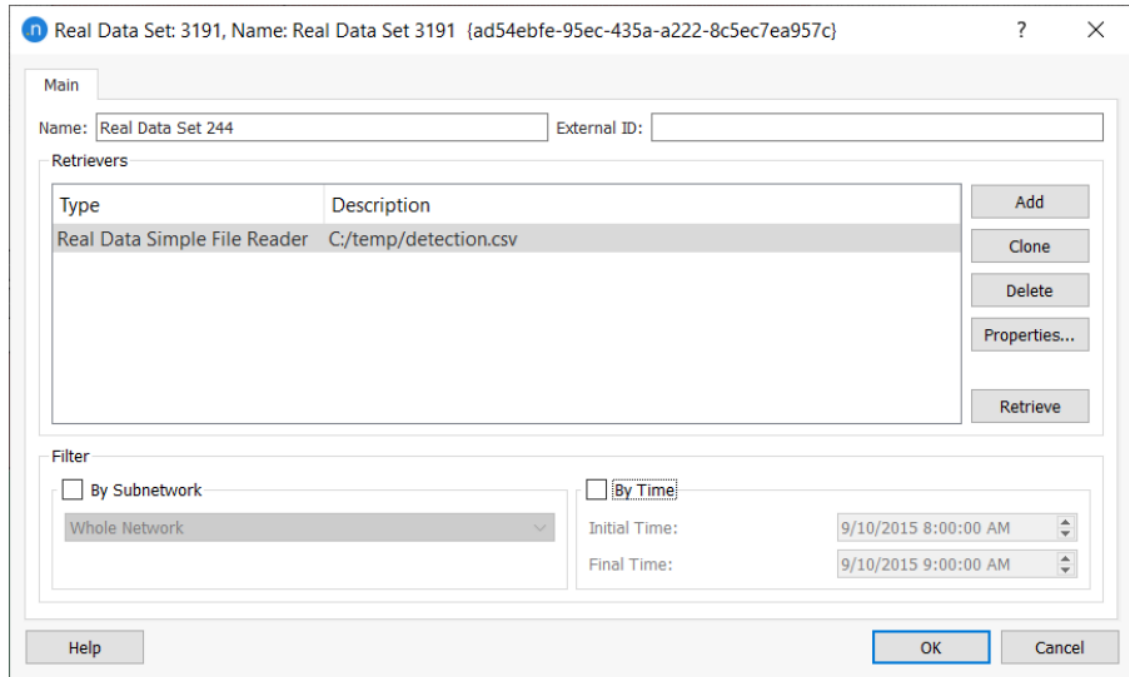 .n Real Data Set: 3191, Name: Real Data Set 3191 {ad54ebfe-95ec-435a-a222-8c5ec7ea957c} ? ×
Main
Name: Real Data Set 244 External ID:
Retrievers
Type Description
Real Data Simple File Reader C:/temp/detection.csv
Add
Clone
Delete
Properties...
Retrieve
Filter
By Subnetwork
Whole Network
By Time
Initial Time: 9/10/2015 8:00:00 AM
Final Time: 9/10/2015 9:00:00 AM
Help OK Cancel